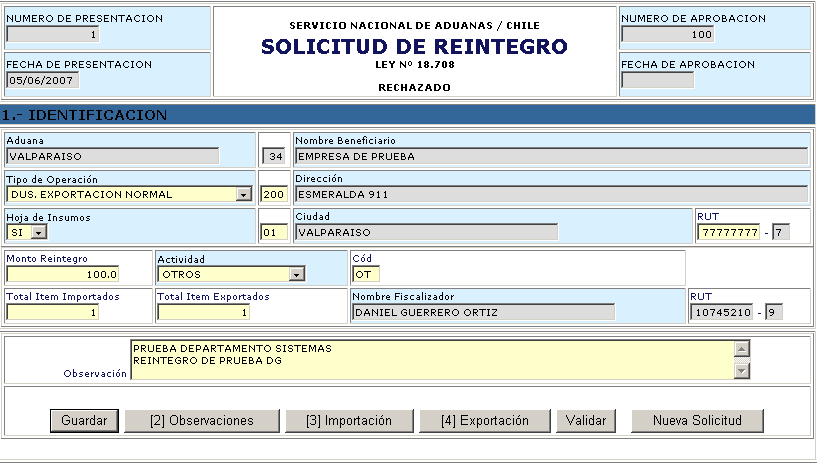 NUMERO DE PRESENTACION
1
FECHA DE PRESENTACION
05/06/2007
SERVICIO NACIONAL DE ADUANAS / CHILE
SOLICITUD DE REINTEGRO
LEY Nº 18.708
RECHAZADO
NUMERO DE APROBACION
100
FECHA DE APROBACION
1.- IDENTIFICACION
Aduana
VALPARAISO
34
Nombre Beneficiario
EMPRESA DE PRUEBA
Tipo de Operación
DUS. EXPORTACION NORMAL
200
Dirección
ESMERALDA 911
Hoja de Insumos
SI
01
Ciudad
VALPARAISO
RUT
77777777 - 7
Monto Reintegro
100.0
Actividad
OTROS
Cód
OT
Total Item Importados
1
Total Item Exportados
1
Nombre Fiscalizador
DANIEL GUERRERO ORTIZ
RUT
10745210 - 9
Observación
PRUEBA DEPARTAMENTO SISTEMAS
REINTEGRO DE PRUEBA DG
Guardar
[2] Observaciones
[3] Importación
[4] Exportación
Validar
Nueva Solicitud